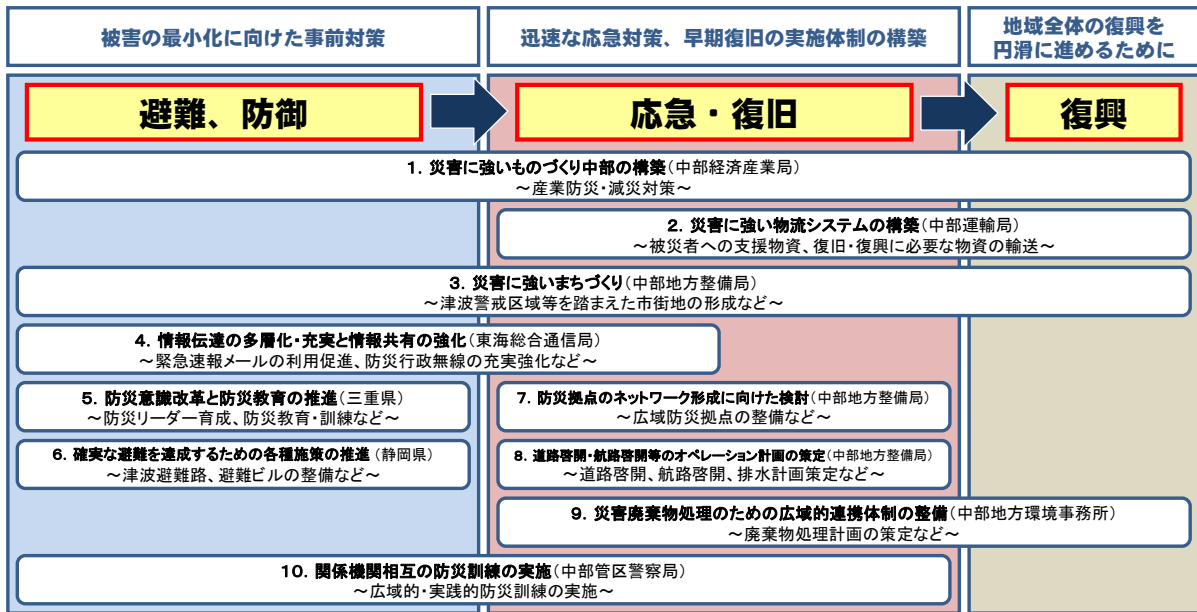 被害の最小化に向けた事前対策
迅速な応急対策、早期復旧の実施体制の構築
地域全体の復興を
円滑に進めるために
避難、防御
応急・復旧
復興
1．災害に強いものづくり中部の構築（中部経済産業局）
～産業防災・減災対策～
2．災害に強い物流システムの構築（中部運輸局）
～被災者への支援物資、復旧・復興に必要な物資の輸送～
3．災害に強いまちづくり（中部地方整備局）
～津波警戒区域等を踏まえた市街地の形成など～
4．情報伝達の多層化・充実と情報共有の強化（東海総合通信局）
～緊急速報メールの利用促進、防災行政無線の充実強化など～
5．防災意識改革と防災教育の推進（三重県）
～防災リーダー育成、防災教育・訓練など～
7．防災拠点のネットワーク形成に向けた検討（中部地方整備局）
～広域防災拠点の整備など～
6．確実な避難を達成するための各種施策の推進（静岡県）
～津波避難路、避難ビルの整備など～
8．道路啓開・航路啓開等のオペレーション計画の策定（中部地方整備局）
～道路啓開、航路啓開、排水計画策定など～
9．災害廃棄物処理のための広域的連携体制の整備（中部地方環境事務所）
～廃棄物処理計画の策定など～
10．関係機関相互の防災訓練の実施（中部管区警察局）
～広域的・実践的防災訓練の実施～